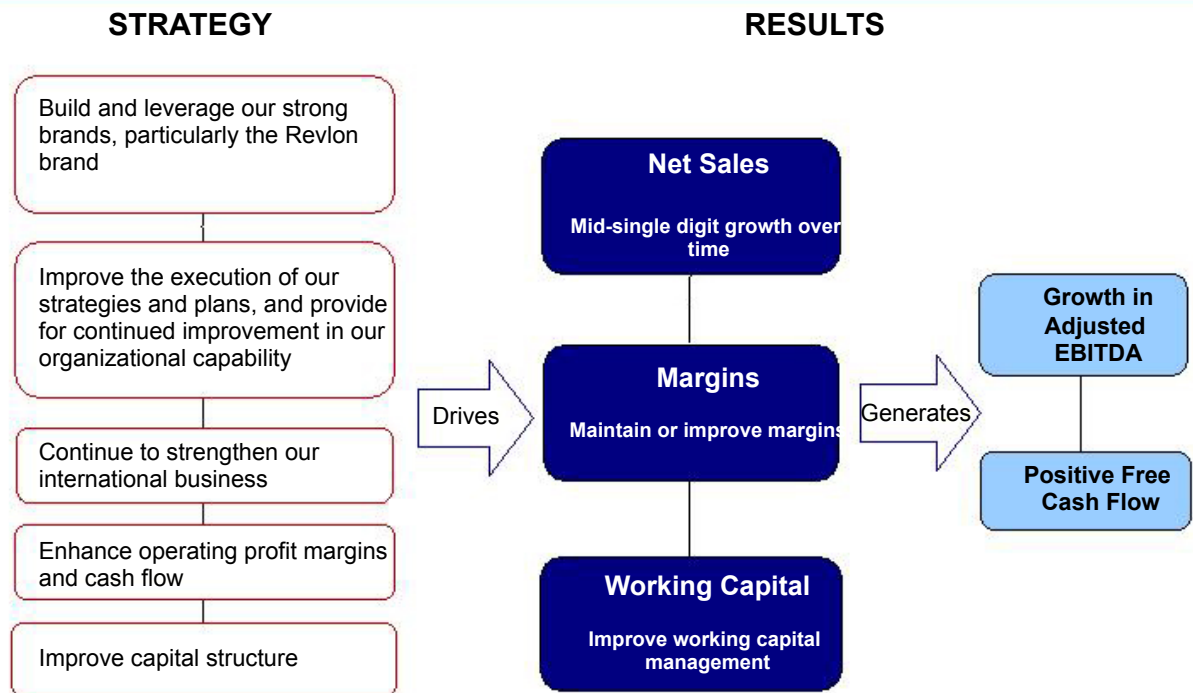 STRATEGY
RESULTS
Build and leverage our strong
brands, particularly the Revlon
brand
Improve the execution of our
strategies and plans, and provide
for continued improvement in our
organizational capability
Continue to strengthen our
international business
Enhance operating profit margins
and cash flow
Improve capital structure
Drives
Net Sales
Mid-single digit growth over
time
Margins
Maintain or improve margins
Working Capital
Improve working capital
management
Generates
Growth in
Adjusted
EBITDA
Positive Free
Cash Flow